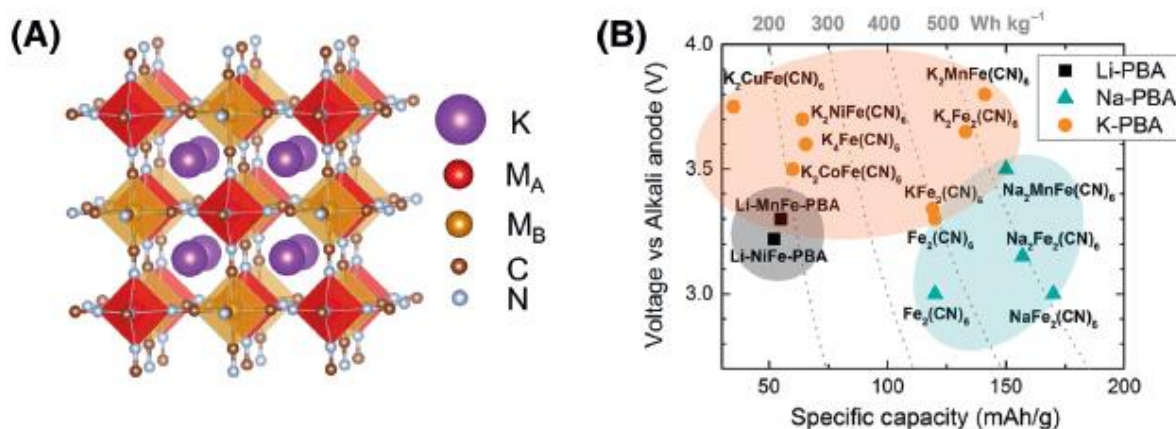 (A)
K
M_A
M_B
C
N
(B)
200 300 400 500 Wh kg⁻¹
4.0
3.5
3.0
Voltage vs Alkali anode (V)
50 100 150 200
Specific capacity (mAh/g)
Li-PBA
Na-PBA
K-PBA
K₂CuFe(CN)₆
K₂MnFe(CN)₆
K₂NiFe(CN)₆
K₂Fe₂(CN)₆
K₄Fe(CN)₆
K₂CoFe(CN)₆
Na₂MnFe(CN)₆
Li-MnFe-PBA
KFe₂(CN)₆
Li-NiFe-PBA
Fe₂(CN)₆
Na₂Fe₂(CN)₆
Fe₂(CN)₆
NaFe₂(CN)₆